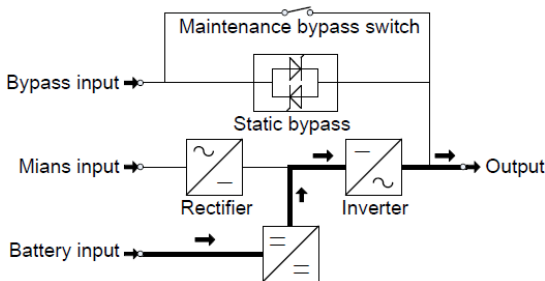 Maintenance bypass switch
Bypass input
Static bypass
Mians input
Output
Rectifier
Inverter
Battery input